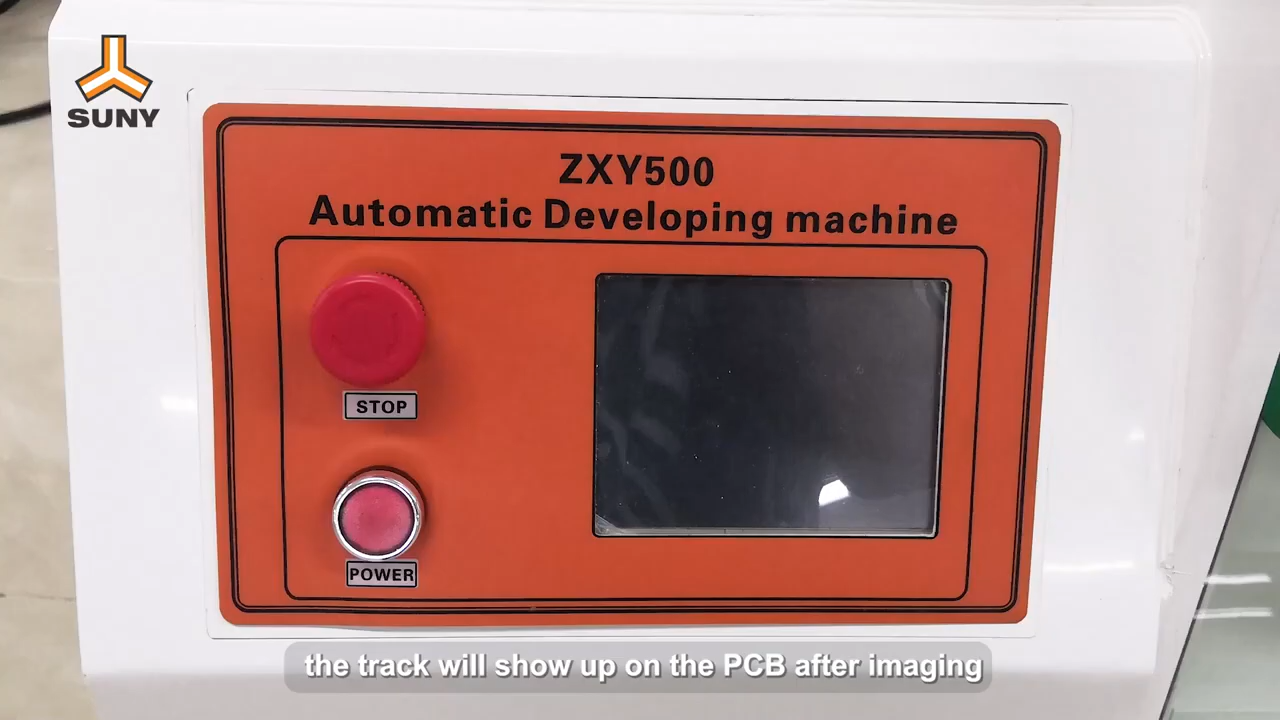 SUNY
ZXY500
Automatic Developing machine
STOP
POWER
the track will show up on the PCB after imaging